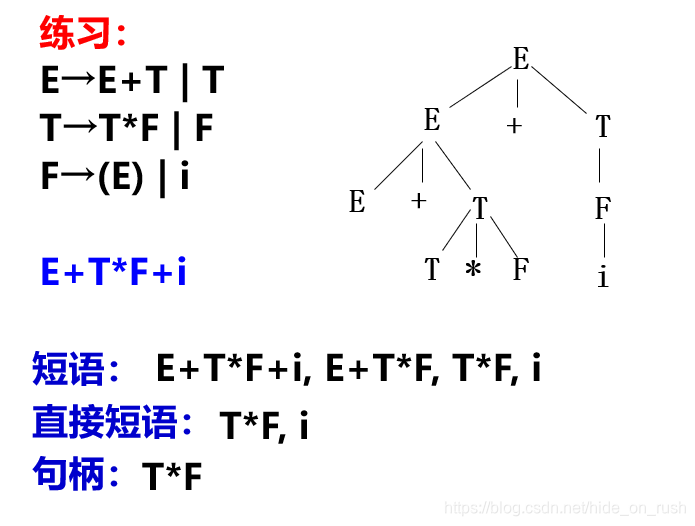 练习：
E→E+T | T
T→T*F | F
F→(E) | i
E+T*F+i
E
E + T
E + T F
T * F i
短语： E+T*F+i, E+T*F, T*F, i
直接短语： T*F, i
句柄： T*F
https://blog.csdn.net/hide_on_rush